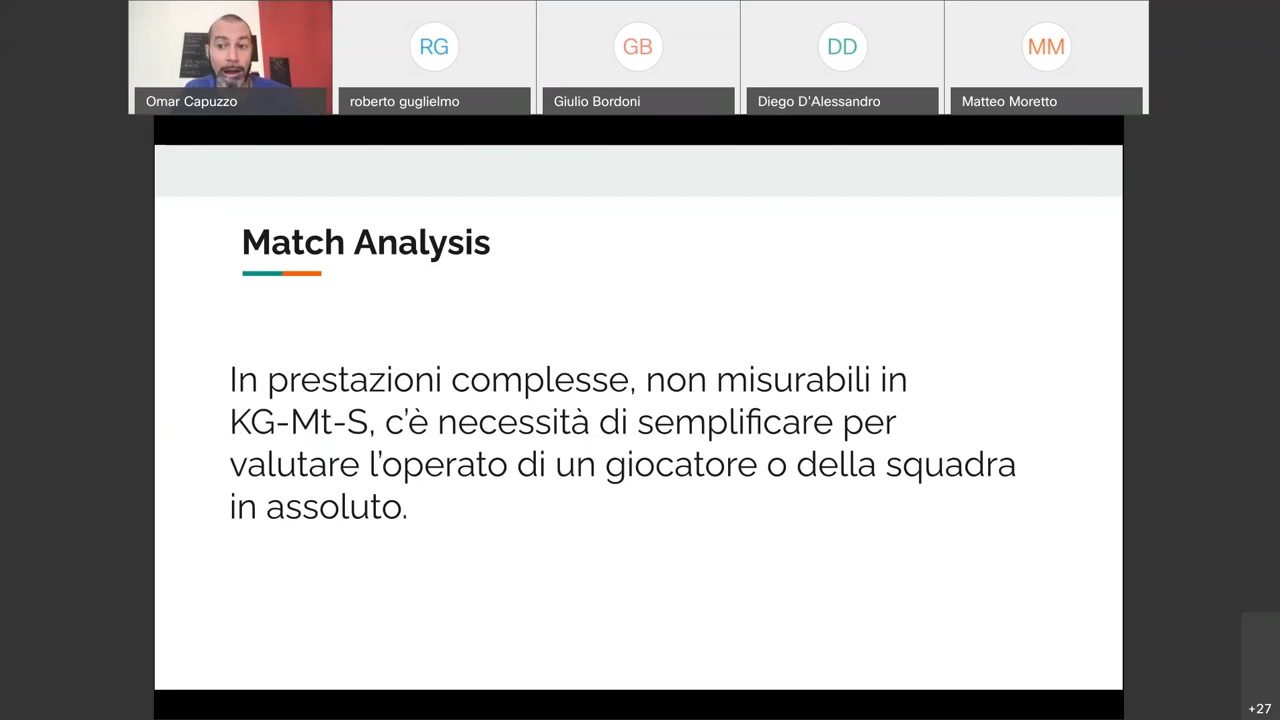 RG
GB
DD
MM
Omar Capuzzo
roberto guglielmo
Giulio Bordoni
Diego D'Alessandro
Matteo Moretto
Match Analysis
In prestazioni complesse, non misurabili in
KG-Mt-S, c’è necessità di semplificare per
valutare l’operato di un giocatore o della squadra
in assoluto.
+27